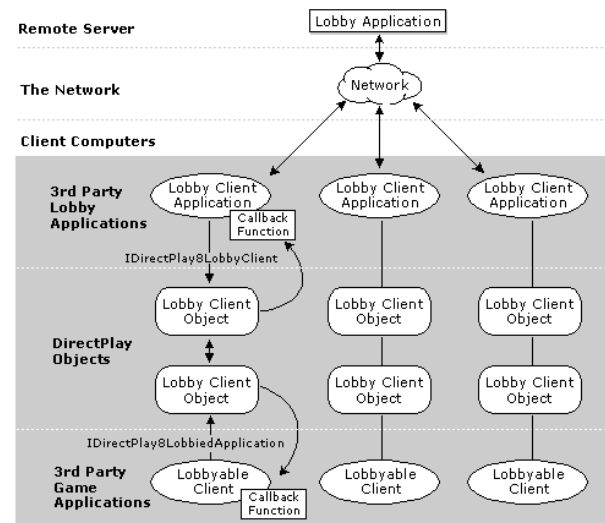 Remote Server
Lobby Application
The Network
Network
Client Computers
3rd Party
Lobby
Applications
Lobby Client
Application
Lobby Client
Application
Lobby Client
Application
Callback
Function
IDirectPlay8LobbyClient
DirectPlay
Objects
Lobby Client
Object
Lobby Client
Object
Lobby Client
Object
Lobby Client
Object
Lobby Client
Object
Lobby Client
Object
IDirectPlay8LobbiedApplication
3rd Party
Game
Applications
Lobbyable
Client
Lobbyable
Client
Lobbyable
Client
Callback
Function